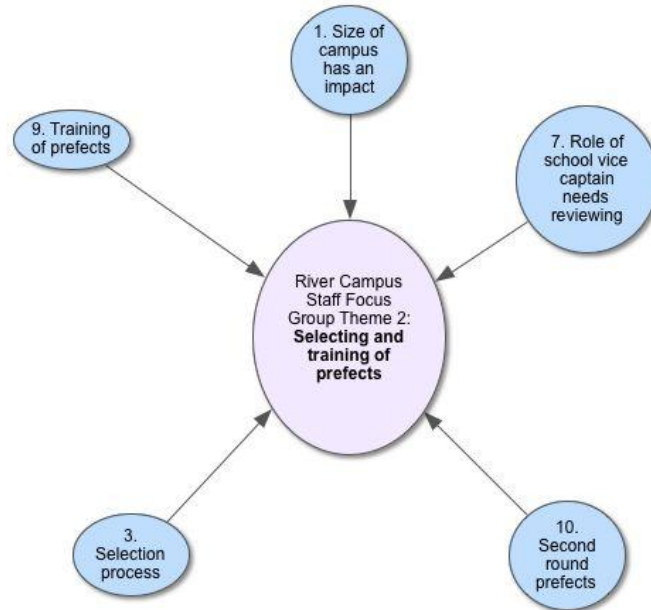 1. Size of
campus
has an
impact
9. Training
of prefects
7. Role of
school vice
captain
needs
reviewing
River Campus
Staff Focus
Group Theme 2:
Selecting and
training of
prefects
3.
Selection
process
10.
Second
round
prefects